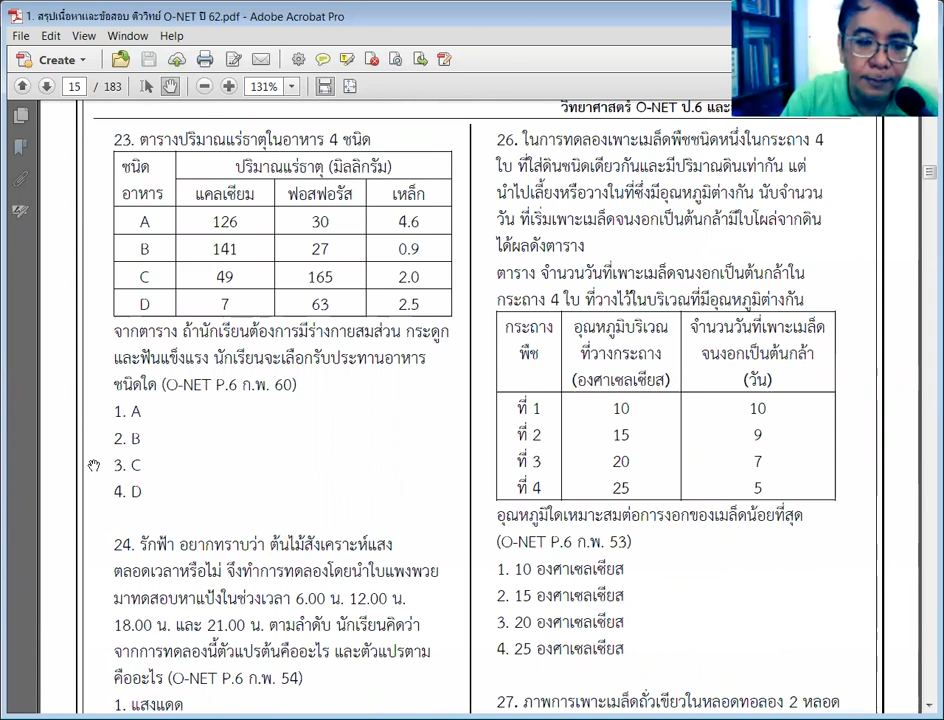 1. สรุปเนื้อหาและข้อสอบ ติววิทย์ O-NET ปี 62.pdf - Adobe Acrobat Pro
File Edit View Window Help
Create
15 / 183 131%
วิทยาศาสตร์ O-NET ป.6 และ
23. ตารางปริมาณแร่ธาตุในอาหาร 4 ชนิด
ชนิด ปริมาณแร่ธาตุ (มิลลิกรัม)
อาหาร แคลเซียม ฟอสฟอรัส เหล็ก
A 126 30 4.6
B 141 27 0.9
C 49 165 2.0
D 7 63 2.5
จากตาราง ถ้านักเรียนต้องการมีร่างกายสมส่วน กระดูก
และฟันแข็งแรง นักเรียนจะเลือกรับประทานอาหาร
ชนิดใด (O-NET P.6 ก.พ. 60)
1. A
2. B
3. C
4. D
24. รักฟ้า อยากทราบว่า ต้นไม้สังเคราะห์แสง
ตลอดเวลาหรือไม่ จึงทำการทดลองโดยนำใบแพงพวย
มาทดสอบหาแป้งในช่วงเวลา 6.00 น. 12.00 น.
18.00 น. และ 21.00 น. ตามลำดับ นักเรียนคิดว่า
จากการทดลองนี้ตัวแปรต้นคืออะไร และตัวแปรตาม
คืออะไร (O-NET P.6 ก.พ. 54)
1. แสงแดด
26. ในการทดลองเพาะเมล็ดพืชชนิดหนึ่งในกระถาง 4
ใบ ที่ใส่ดินชนิดเดียวกันและมีปริมาณดินเท่ากัน แต่
นำไปเลี้ยงหรือวางในที่ซึ่งมีอุณหภูมิต่างกัน นับจำนวน
วัน ที่เริ่มเพาะเมล็ดจนงอกเป็นต้นกล้ามีใบโผล่จากดิน
ได้ผลดังตาราง
ตาราง จำนวนวันที่เพาะเมล็ดจนงอกเป็นต้นกล้าใน
กระถาง 4 ใบ ที่วางไว้ในบริเวณที่มีอุณหภูมิต่างกัน
กระถาง อุณหภูมิบริเวณ จำนวนวันที่เพาะเมล็ด
พืช ที่วางกระถาง จนงอกเป็นต้นกล้า
(องศาเซลเซียส) (วัน)
ที่ 1 10 10
ที่ 2 15 9
ที่ 3 20 7
ที่ 4 25 5
อุณหภูมิใดเหมาะสมต่อการงอกของเมล็ดน้อยที่สุด
(O-NET P.6 ก.พ. 53)
1. 10 องศาเซลเซียส
2. 15 องศาเซลเซียส
3. 20 องศาเซลเซียส
4. 25 องศาเซลเซียส
27. ภาพการเพาะเมล็ดถั่วเขียวในหลอดทดลอง 2 หลอด